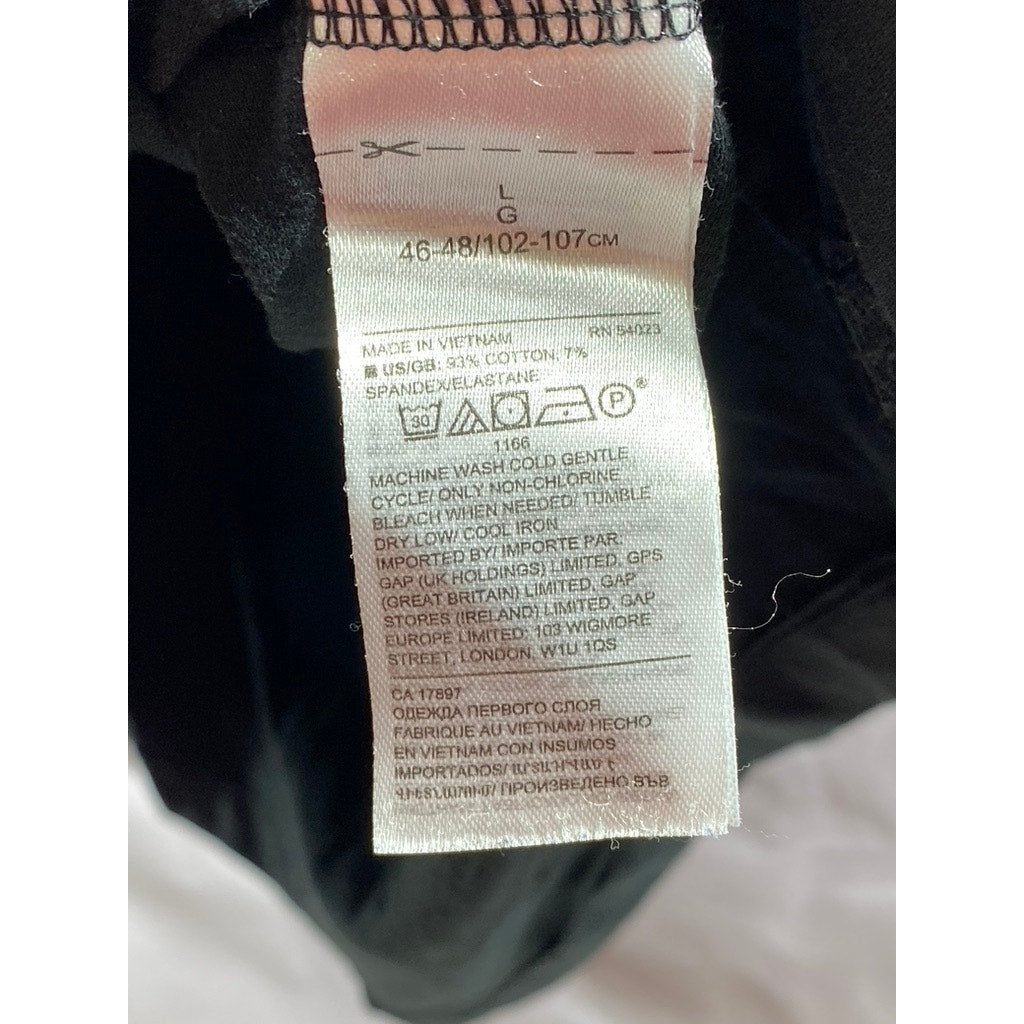 L
G
46-48/102-107CM
MADE IN VIETNAM RN 54023
US/GB: 93% COTTON, 7%
SPANDEX/ELASTANE
30 P ®
1166
MACHINE WASH COLD GENTLE
CYCLE/ ONLY NON-CHLORINE
BLEACH WHEN NEEDED/ TUMBLE
DRY LOW/ COOL IRON
IMPORTED BY/ IMPORTE PAR:
GAP (UK HOLDINGS) LIMITED, GPS
(GREAT BRITAIN) LIMITED, GAP
STORES (IRELAND) LIMITED, GAP
EUROPE LIMITED: 103 WIGMORE
STREET, LONDON, W1U 1QS
CA 17897
ОДЕЖДА ПЕРВОГО СЛОЯ
FABRIQUE AU VIETNAM/ HECHO
EN VIETNAM CON INSUMOS
IMPORTADOS/ ԱՐՏԱԴՐՎԱԾ Է
ՎԻԵՏՆԱՄՈՒՄ/ ПРОИЗВЕДЕНО ВЪВ